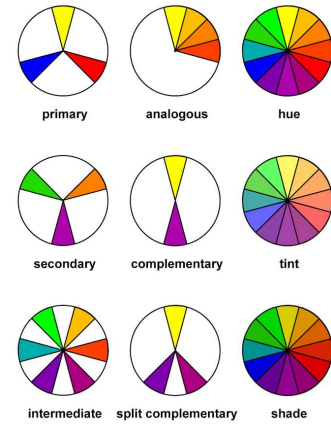 primary
analogous
hue
secondary
complementary
tint
intermediate
split complementary
shade